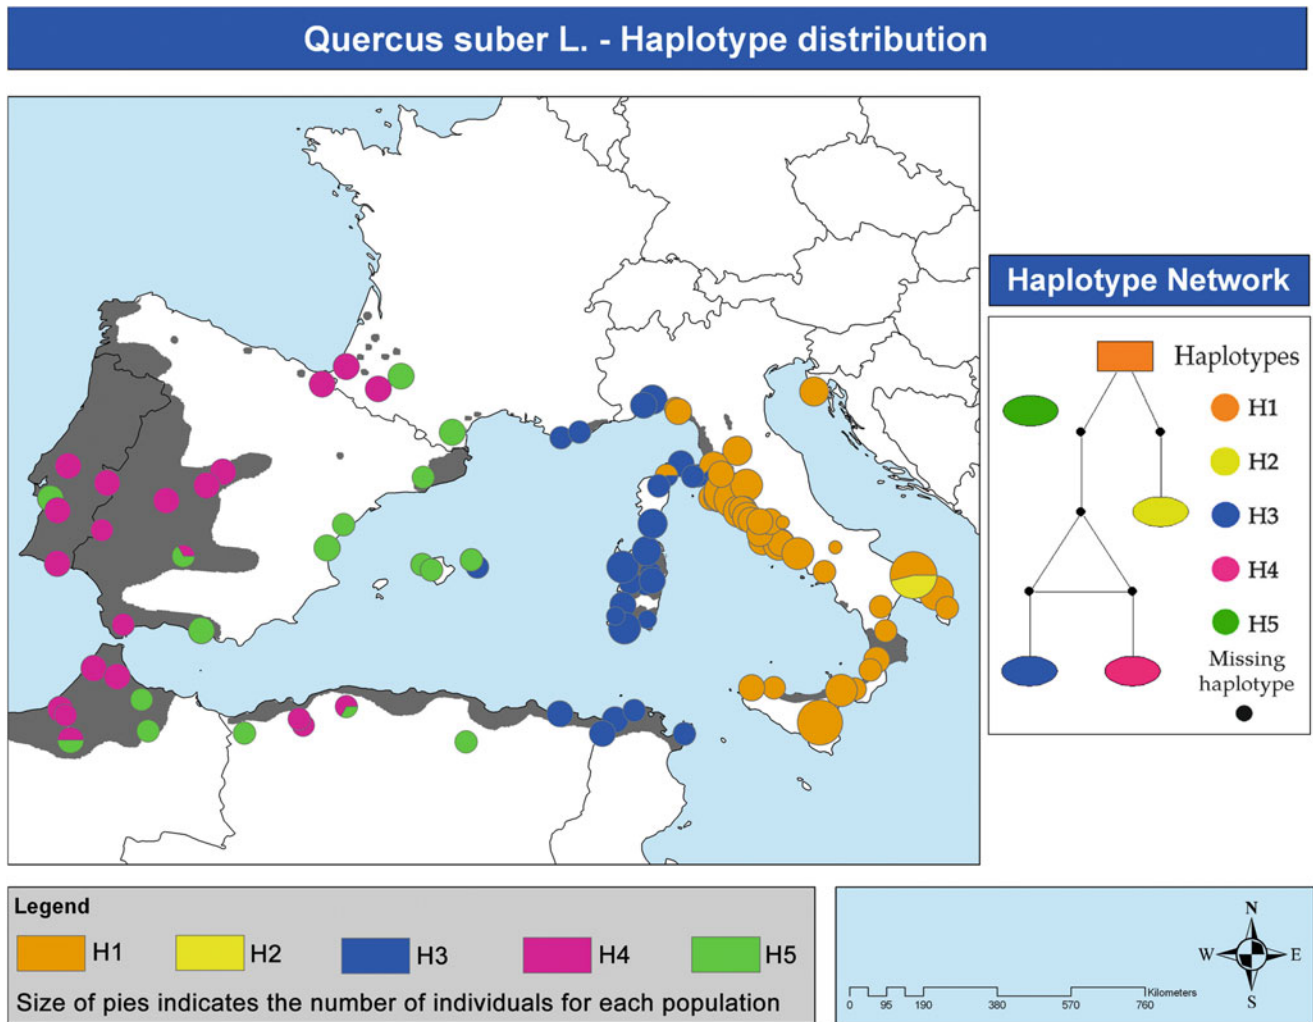 Quercus suber L. - Haplotype distribution
Haplotype Network
Haplotypes
H1
H2
H3
H4
H5
Missing
haplotype
Legend
H1
H2
H3
H4
H5
Size of pies indicates the number of individuals for each population
N
W
E
S
Kilometers
0 95 190 380 570 760